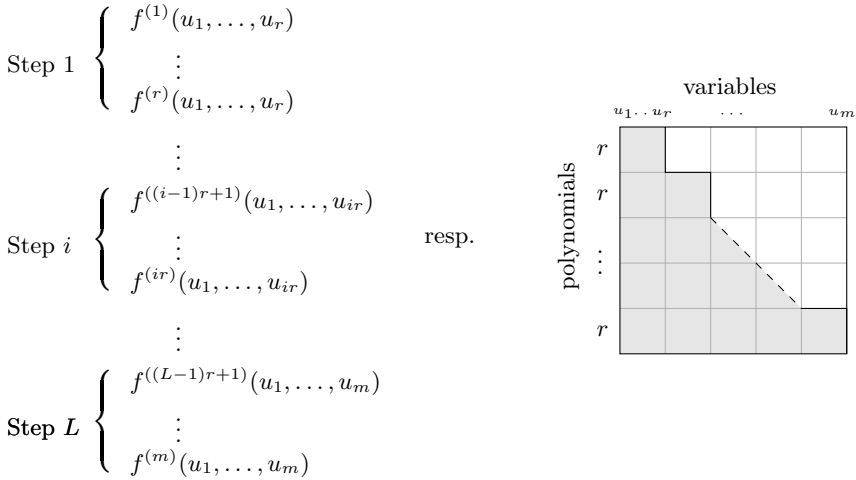 Step 1
f^{(1)}(u_1, ..., u_r)
⋮
f^{(r)}(u_1, ..., u_r)
⋮
Step i
f^{((i-1)r+1)}(u_1, ..., u_{ir})
⋮
f^{(ir)}(u_1, ..., u_{ir})
⋮
Step L
f^{((L-1)r+1)}(u_1, ..., u_m)
⋮
f^{(m)}(u_1, ..., u_m)
resp.
variables
u_1 .. u_r ... u_m
polynomials
r
r
⋮
r